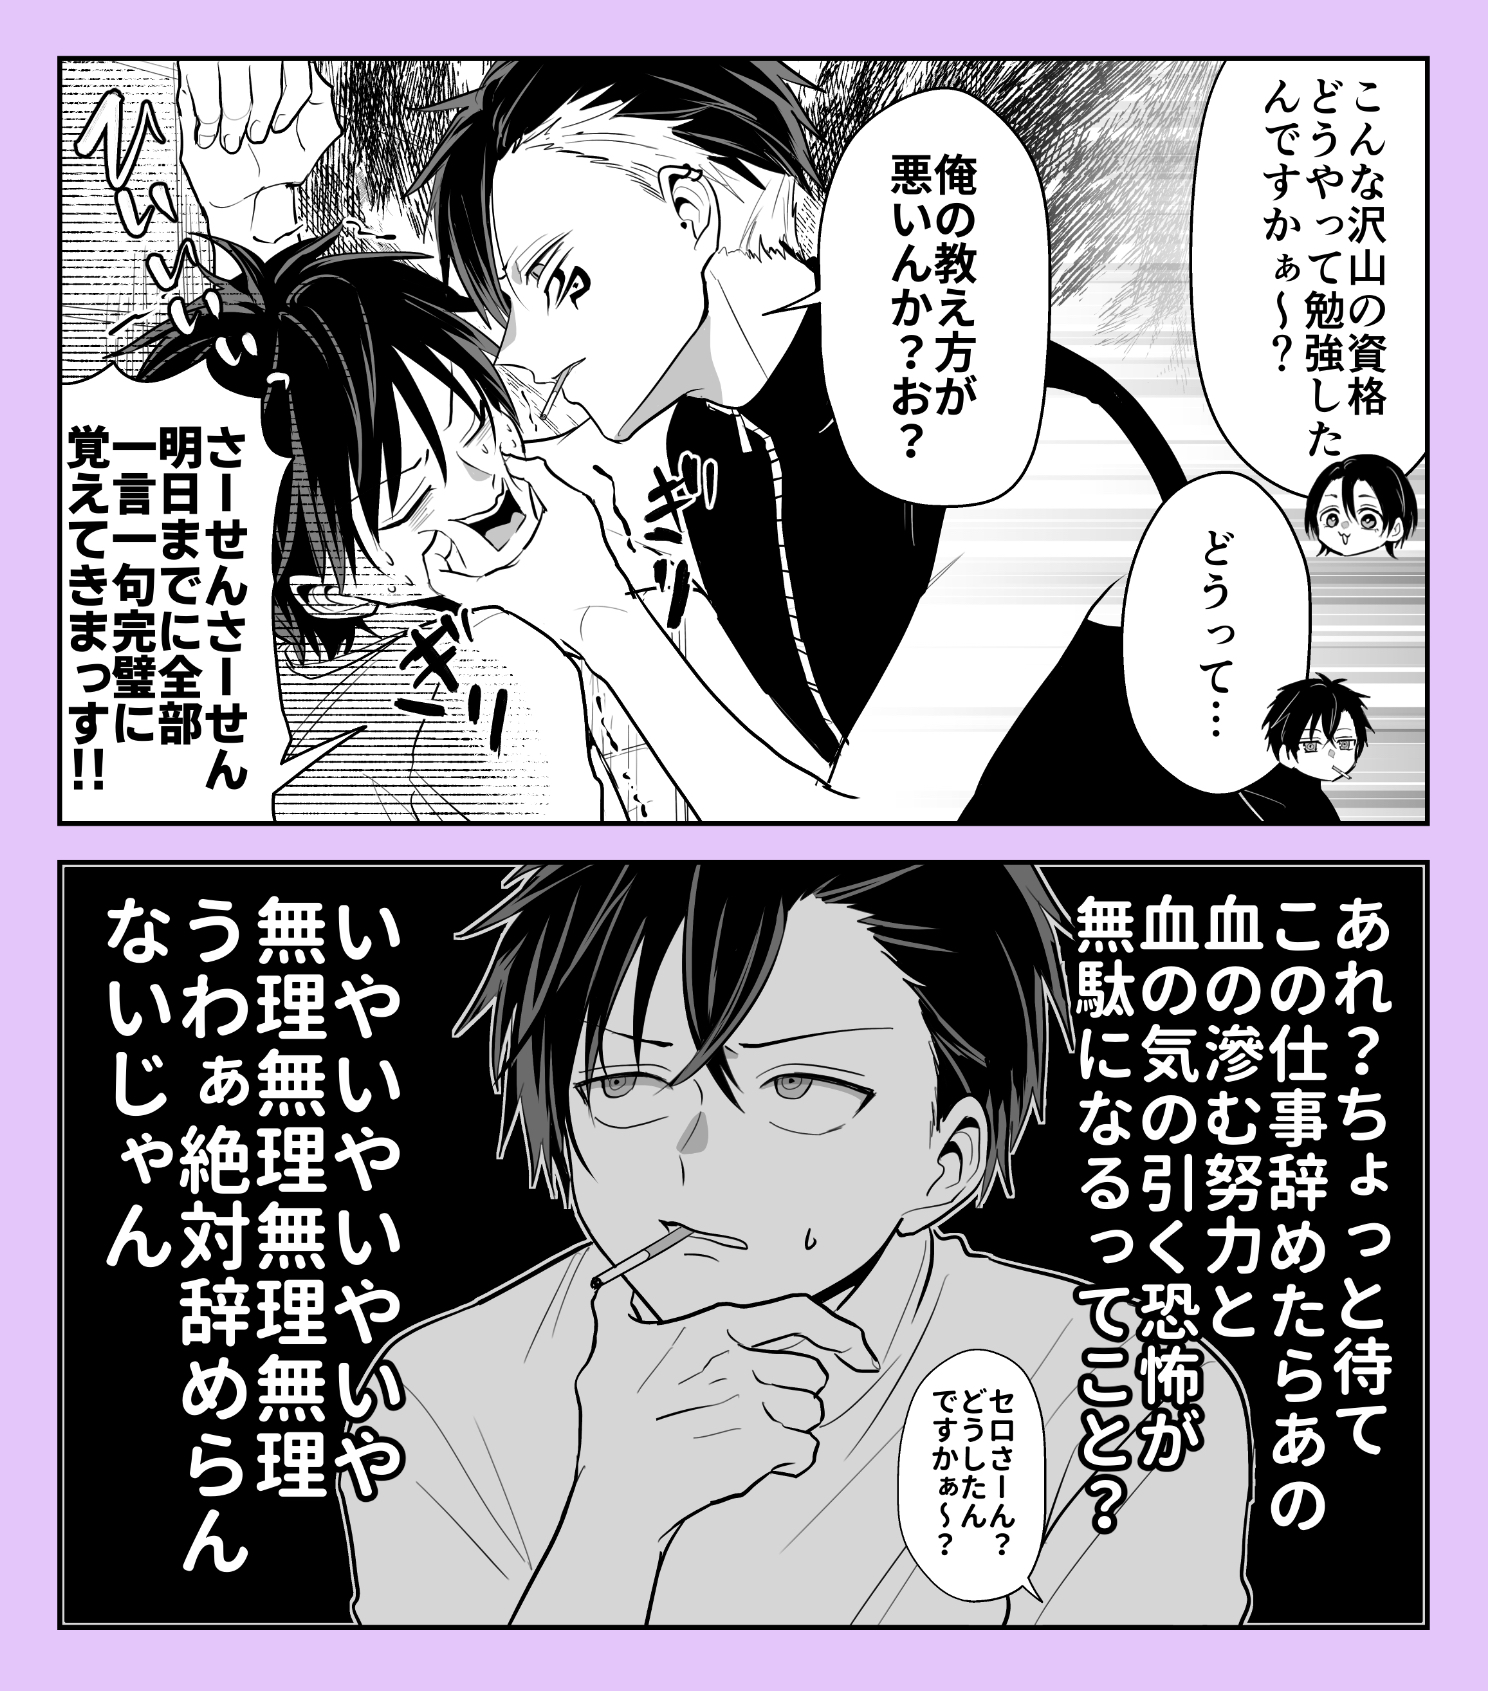 こんな沢山の資格
どうやって勉強した
んですかぁ～？
どうって…
俺の教え方が
悪いんか？お？
ギリ
ギリ
ひいいいい
さーせんさーせん
明日までに全部
一言一句完璧に
覚えてきまっす!!
あれ？ちょっと待て
この仕事辞めたらあの
血の滲む努力と
血の気の引く恐怖が
無駄になるってこと？
セロさーん？
どうしたん
ですかぁ～？
いやいやいやいや
無理無理無理無理
うわぁ絶対辞めらん
ないじゃん